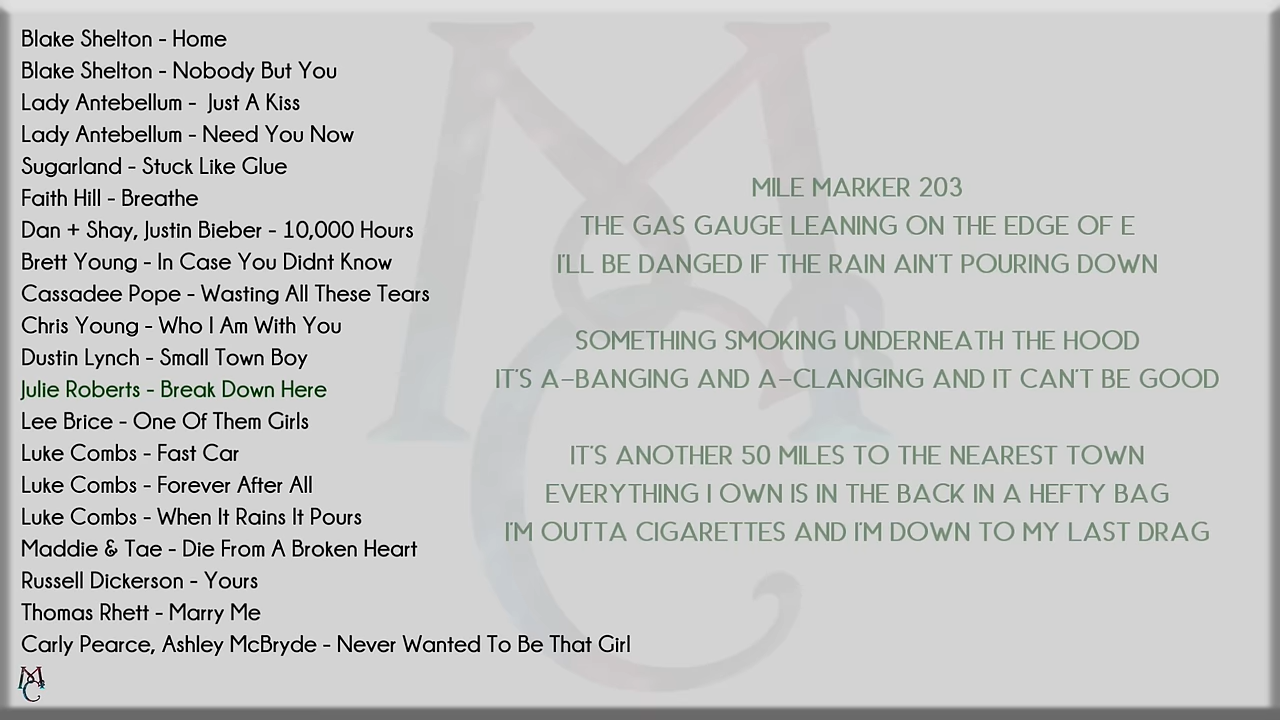 Blake Shelton - Home
Blake Shelton - Nobody But You
Lady Antebellum -  Just A Kiss
Lady Antebellum - Need You Now
Sugarland - Stuck Like Glue
Faith Hill - Breathe
Dan + Shay, Justin Bieber - 10,000 Hours
Brett Young - In Case You Didnt Know
Cassadee Pope - Wasting All These Tears
Chris Young - Who I Am With You
Dustin Lynch - Small Town Boy
Julie Roberts - Break Down Here
Lee Brice - One Of Them Girls
Luke Combs - Fast Car
Luke Combs - Forever After All
Luke Combs - When It Rains It Pours
Maddie & Tae - Die From A Broken Heart
Russell Dickerson - Yours
Thomas Rhett - Marry Me
Carly Pearce, Ashley McBryde - Never Wanted To Be That Girl
MC
MILE MARKER 203
THE GAS GAUGE LEANING ON THE EDGE OF E
I'LL BE DANGED IF THE RAIN AIN'T POURING DOWN
SOMETHING SMOKING UNDERNEATH THE HOOD
IT'S A-BANGING AND A-CLANGING AND IT CAN'T BE GOOD
IT'S ANOTHER 50 MILES TO THE NEAREST TOWN
EVERYTHING I OWN IS IN THE BACK IN A HEFTY BAG
I'M OUTTA CIGARETTES AND I'M DOWN TO MY LAST DRAG